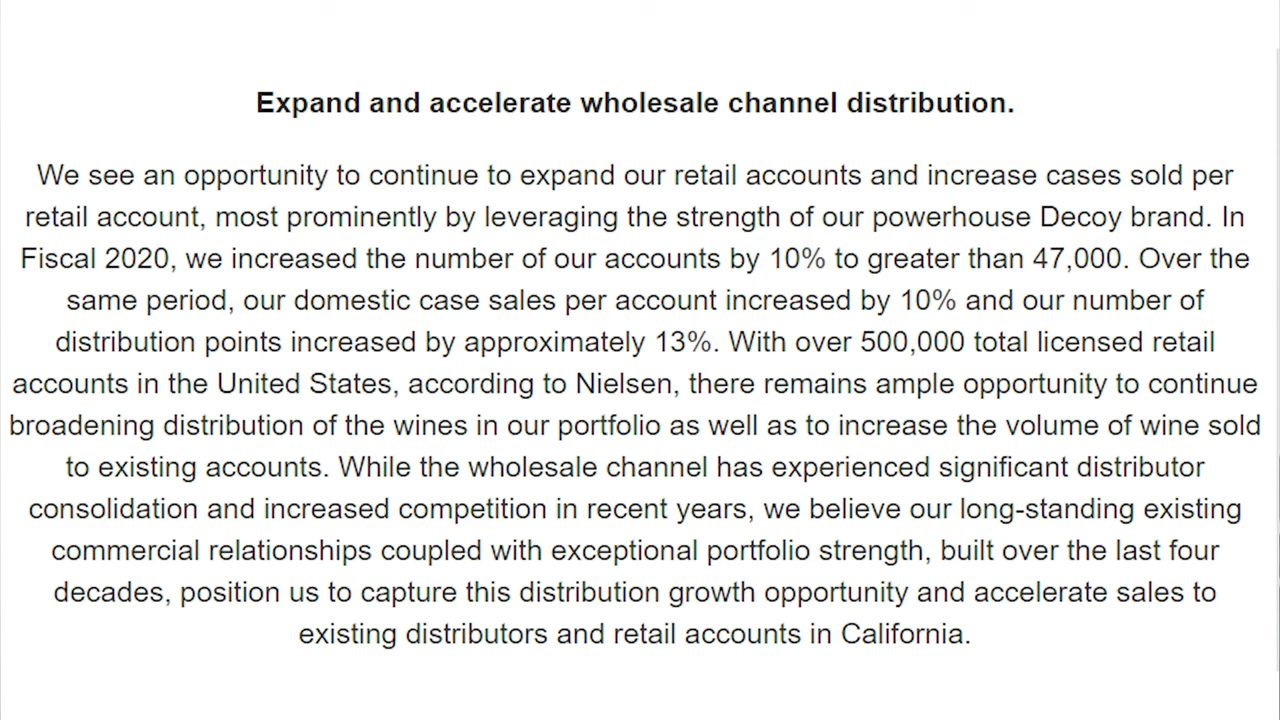 Expand and accelerate wholesale channel distribution.
We see an opportunity to continue to expand our retail accounts and increase cases sold per
retail account, most prominently by leveraging the strength of our powerhouse Decoy brand. In
Fiscal 2020, we increased the number of our accounts by 10% to greater than 47,000. Over the
same period, our domestic case sales per account increased by 10% and our number of
distribution points increased by approximately 13%. With over 500,000 total licensed retail
accounts in the United States, according to Nielsen, there remains ample opportunity to continue
broadening distribution of the wines in our portfolio as well as to increase the volume of wine sold
to existing accounts. While the wholesale channel has experienced significant distributor
consolidation and increased competition in recent years, we believe our long-standing existing
commercial relationships coupled with exceptional portfolio strength, built over the last four
decades, position us to capture this distribution growth opportunity and accelerate sales to
existing distributors and retail accounts in California.